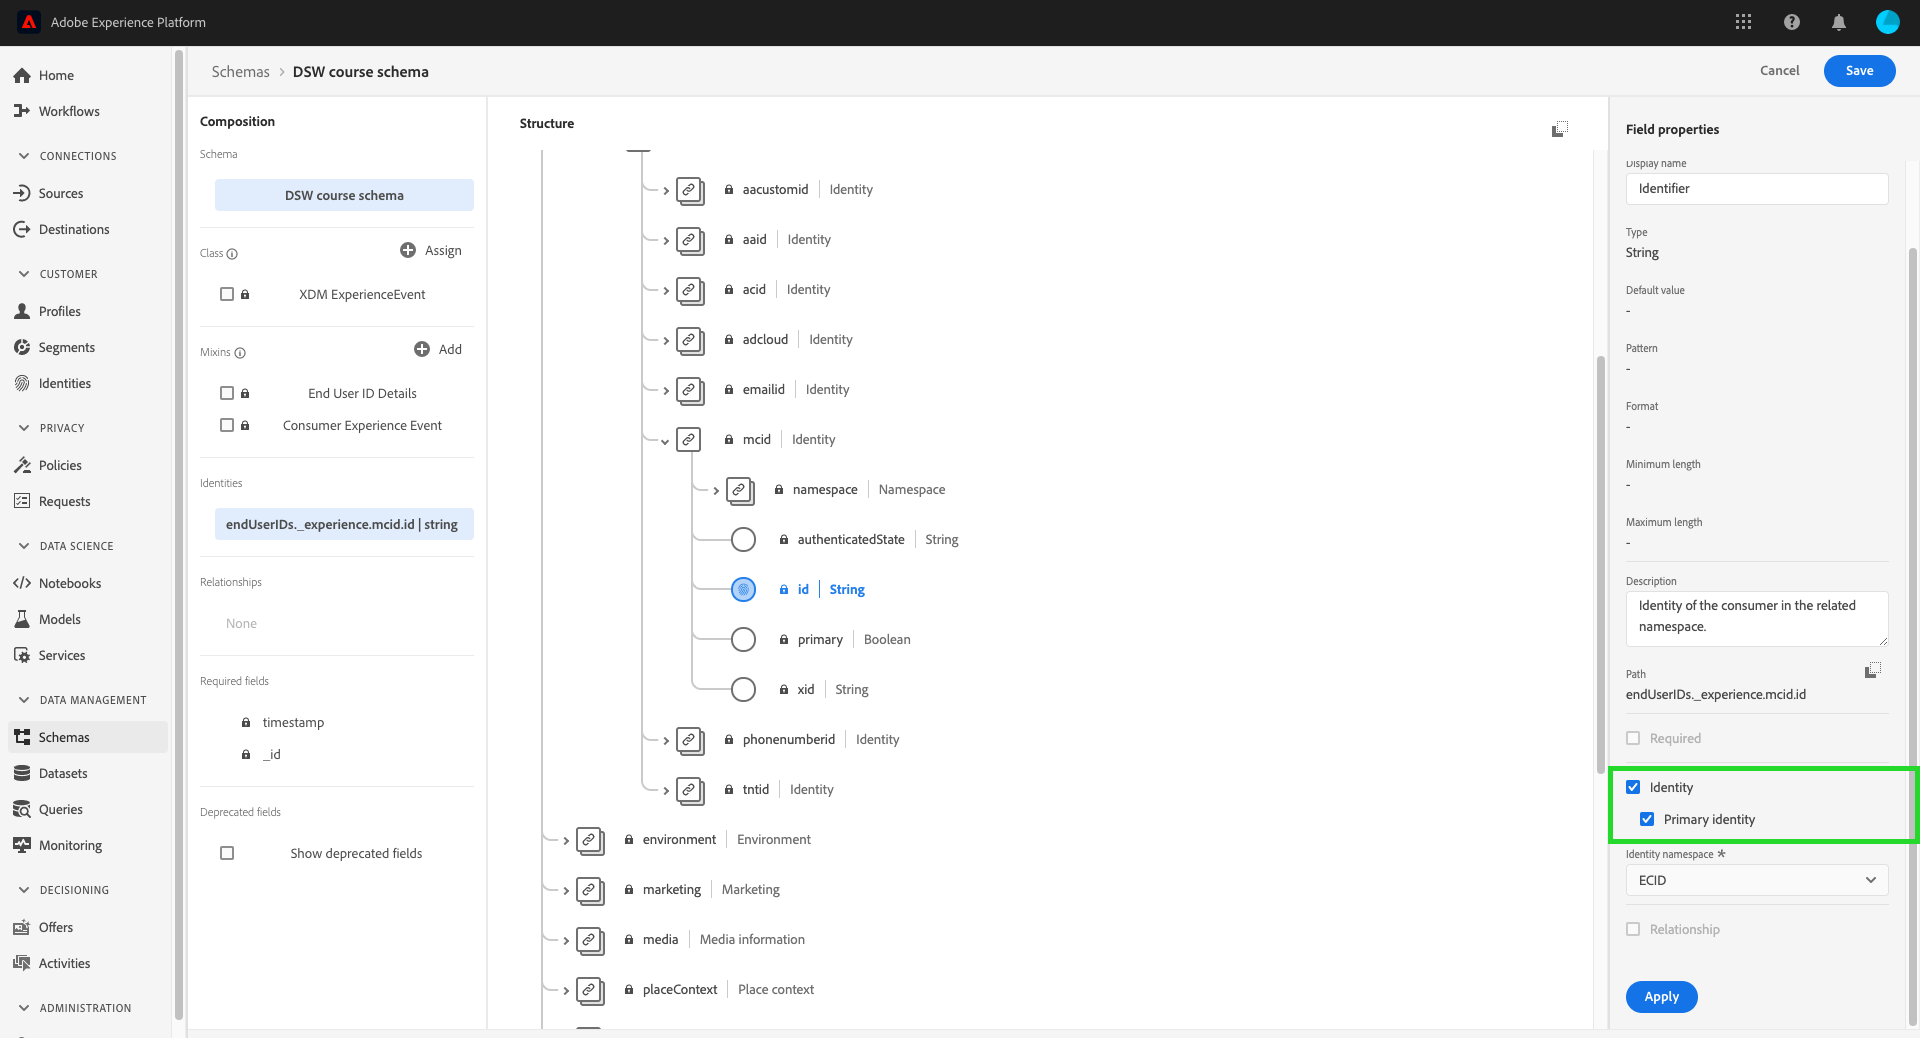 Adobe Experience Platform
Home
Workflows
CONNECTIONS
Sources
Destinations
CUSTOMER
Profiles
Segments
Identities
PRIVACY
Policies
Requests
DATA SCIENCE
Notebooks
Models
Services
DATA MANAGEMENT
Schemas
Datasets
Queries
Monitoring
DECISIONING
Offers
Activities
ADMINISTRATION
Schemas > DSW course schema
Cancel
Save
Composition
Schema
DSW course schema
Class
Assign
XDM ExperienceEvent
Mixins
Add
End User ID Details
Consumer Experience Event
Identities
endUserIDs._experience.mcid.id | string
Relationships
None
Required fields
timestamp
_id
Deprecated fields
Show deprecated fields
Structure
aacustomid | Identity
aaid | Identity
acid | Identity
adcloud | Identity
emailid | Identity
mcid | Identity
namespace | Namespace
authenticatedState | String
id | String
primary | Boolean
xid | String
phonenumberid | Identity
tntid | Identity
environment | Environment
marketing | Marketing
media | Media information
placeContext | Place context
Field properties
Display name
Identifier
Type
String
Default value
-
Pattern
-
Format
-
Minimum length
-
Maximum length
-
Description
Identity of the consumer in the related
namespace.
Path
endUserIDs._experience.mcid.id
Required
Identity
Primary identity
Identity namespace *
ECID
Relationship
Apply